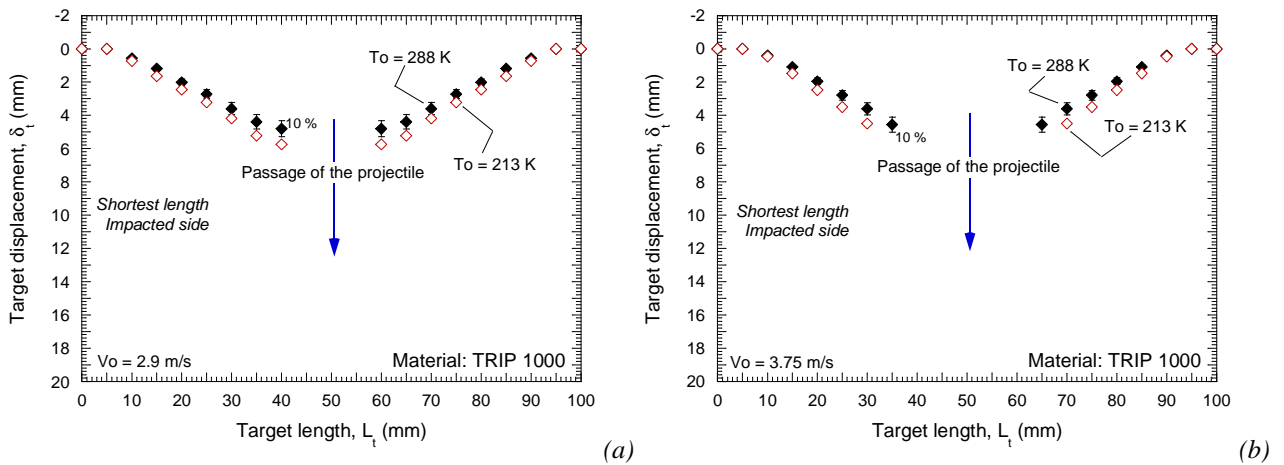 -2
0
2
4
6
8
10
12
14
16
18
20
Target displacement, δt (mm)
To = 288 K
10 %
To = 213 K
Passage of the projectile
Shortest length
Impacted side
Vo = 2.9 m/s
Material: TRIP 1000
0 10 20 30 40 50 60 70 80 90 100
Target length, Lt (mm)
(a)
-2
0
2
4
6
8
10
12
14
16
18
20
Target displacement, δt (mm)
To = 288 K
10 %
To = 213 K
Passage of the projectile
Shortest length
Impacted side
Vo = 3.75 m/s
Material: TRIP 1000
0 10 20 30 40 50 60 70 80 90 100
Target length, Lt (mm)
(b)